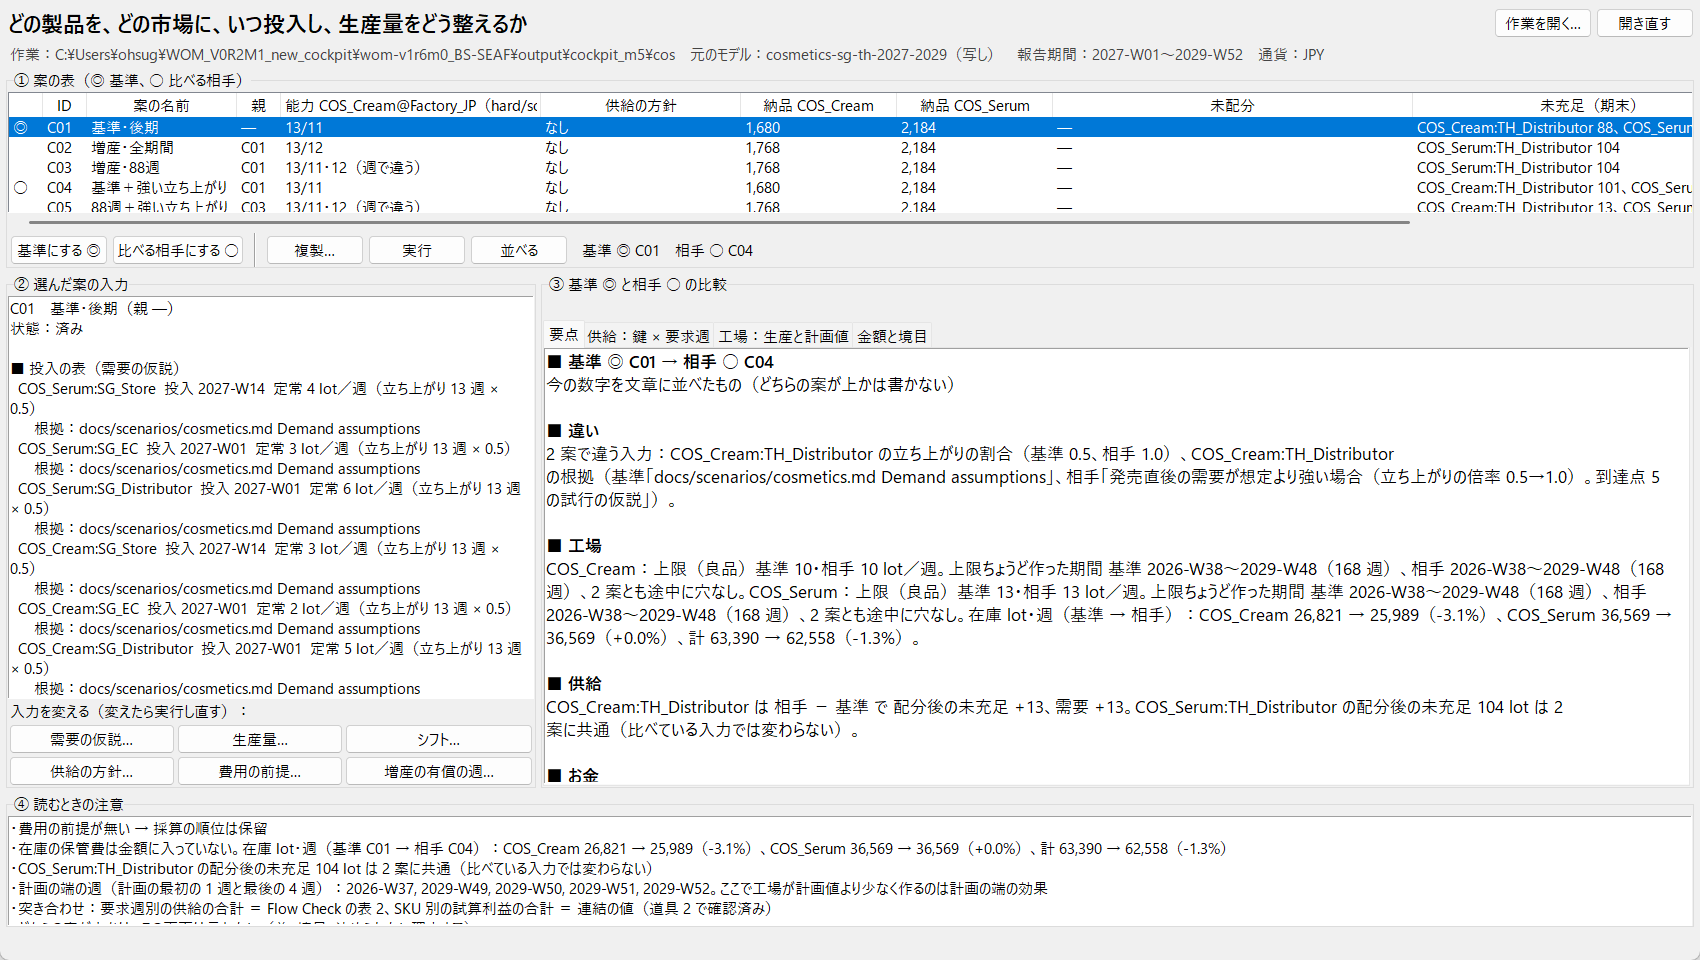 どの製品を、どの市場に、いつ投入し、生産量をどう整えるか
作業を開く... 開き直す
作業：C:¥Users¥ohsug¥WOM_V0R2M1_new_cockpit¥wom-v1r6m0_BS-SEAF¥output¥cockpit_m5¥cos 元のモデル：cosmetics-sg-th-2027-2029（写し） 報告期間：2027-W01～2029-W52 通貨：JPY
① 案の表（◎ 基準、○ 比べる相手）
ID 案の名前 親 能力 COS_Cream@Factory_JP（hard/sc 供給の方針 納品 COS_Cream 納品 COS_Serum 未配分 未充足（期末）
◎ C01 基準・後期 — 13/11 なし 1,680 2,184 — COS_Cream:TH_Distributor 88、COS_Serum
C02 増産・全期間 C01 13/12 なし 1,768 2,184 — COS_Serum:TH_Distributor 104
C03 増産・88週 C01 13/11・12（週で違う） なし 1,768 2,184 — COS_Serum:TH_Distributor 104
○ C04 基準＋強い立ち上がり C01 13/11 なし 1,680 2,184 — COS_Cream:TH_Distributor 101、COS_Seru
C05 88週＋強い立ち上がり C03 13/11・12（週で違う） なし 1,768 2,184 — COS_Cream:TH_Distributor 13、COS_Serum
基準にする ◎ 比べる相手にする ○ 複製... 実行 並べる 基準 ◎ C01 相手 ○ C04
② 選んだ案の入力
C01 基準・後期（親 —）
状態：済み
■ 投入の表（需要の仮説）
COS_Serum:SG_Store 投入 2027-W14 定常 4 lot／週（立ち上がり 13 週 ×
0.5）
根拠：docs/scenarios/cosmetics.md Demand assumptions
COS_Serum:SG_EC 投入 2027-W01 定常 3 lot／週（立ち上がり 13 週 × 0.5）
根拠：docs/scenarios/cosmetics.md Demand assumptions
COS_Serum:SG_Distributor 投入 2027-W01 定常 6 lot／週（立ち上がり 13 週
× 0.5）
根拠：docs/scenarios/cosmetics.md Demand assumptions
COS_Cream:SG_Store 投入 2027-W14 定常 3 lot／週（立ち上がり 13 週 ×
0.5）
根拠：docs/scenarios/cosmetics.md Demand assumptions
COS_Cream:SG_EC 投入 2027-W01 定常 2 lot／週（立ち上がり 13 週 × 0.5）
根拠：docs/scenarios/cosmetics.md Demand assumptions
COS_Cream:SG_Distributor 投入 2027-W01 定常 5 lot／週（立ち上がり 13 週
× 0.5）
根拠：docs/scenarios/cosmetics.md Demand assumptions
入力を変える（変えたら実行し直す）：
需要の仮説... 生産量... シフト...
供給の方針... 費用の前提... 増産の有償の週...
③ 基準 ◎ と相手 ○ の比較
要点 供給：鍵 × 要求週 工場：生産と計画値 金額と境目
■ 基準 ◎ C01 → 相手 ○ C04
今の数字を文章に並べたもの（どちらの案が上かは書かない）
■ 違い
2 案で違う入力：COS_Cream:TH_Distributor の立ち上がりの割合（基準 0.5、相手 1.0）、COS_Cream:TH_Distributor
の根拠（基準「docs/scenarios/cosmetics.md Demand assumptions」、相手「発売直後の需要が想定より強い場合（立ち上がりの倍率 0.5→1.0）。到達点 5
の試行の仮説」）。
■ 工場
COS_Cream：上限（良品）基準 10・相手 10 lot／週。上限ちょうど作った期間 基準 2026-W38～2029-W48（168 週）、相手 2026-W38～2029-W48（168
週）、2 案とも途中に穴なし。COS_Serum：上限（良品）基準 13・相手 13 lot／週。上限ちょうど作った期間 基準 2026-W38～2029-W48（168 週）、相手
2026-W38～2029-W48（168 週）、2 案とも途中に穴なし。在庫 lot・週（基準 → 相手）：COS_Cream 26,821 → 25,989（-3.1%）、COS_Serum 36,569 →
36,569（+0.0%）、計 63,390 → 62,558（-1.3%）。
■ 供給
COS_Cream:TH_Distributor は 相手 － 基準 で 配分後の未充足 +13、需要 +13。COS_Serum:TH_Distributor の配分後の未充足 104 lot は 2
案に共通（比べている入力では変わらない）。
■ お金
④ 読むときの注意
・費用の前提が無い → 採算の順位は保留
・在庫の保管費は金額に入っていない。在庫 lot・週（基準 C01 → 相手 C04）：COS_Cream 26,821 → 25,989（-3.1%）、COS_Serum 36,569 → 36,569（+0.0%）、計 63,390 → 62,558（-1.3%）
・COS_Serum:TH_Distributor の配分後の未充足 104 lot は 2 案に共通（比べている入力では変わらない）
・計画の端の週（計画の最初の 1 週と最後の 4 週）：2026-W37, 2029-W49, 2029-W50, 2029-W51, 2029-W52。ここで工場が計画値より少なく作るのは計画の端の効果
・突き合わせ：要求週別の供給の合計 ＝ Flow Check の表 2、SKU 別の試算利益の合計 ＝ 連結の値（道具 2 で確認済み）